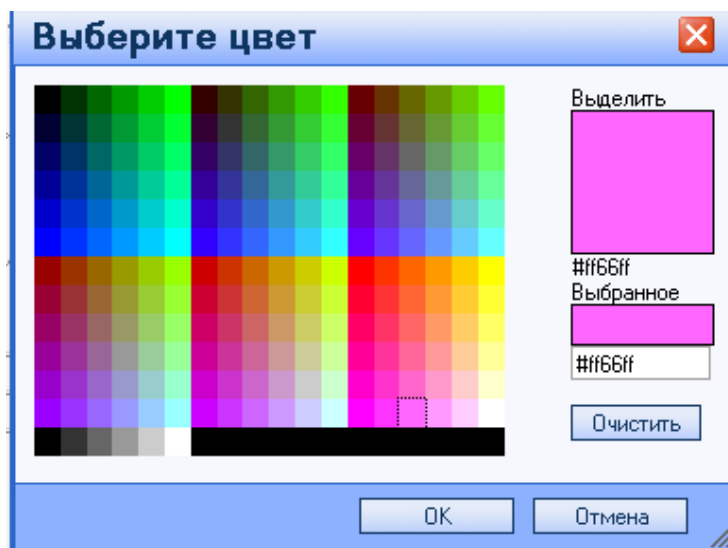 Выберите цвет
Выделить
#ff66ff
Выбранное
#ff66ff
Очистить
OK
Отмена